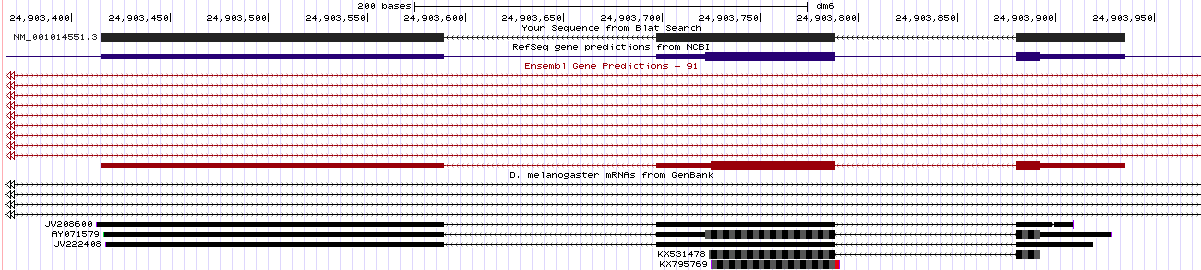 200 bases dm6
24,903,400 24,903,450 24,903,500 24,903,550 24,903,600 24,903,650 24,903,700 24,903,750 24,903,800 24,903,850 24,903,900 24,903,950
Your Sequence from Blat Search
NM_001014551.3
RefSeq gene predictions from NCBI
Ensembl Gene Predictions - 91
D. melanogaster mRNAs from GenBank
JV208600
AY071579
JV222408
KX531478
KX795769